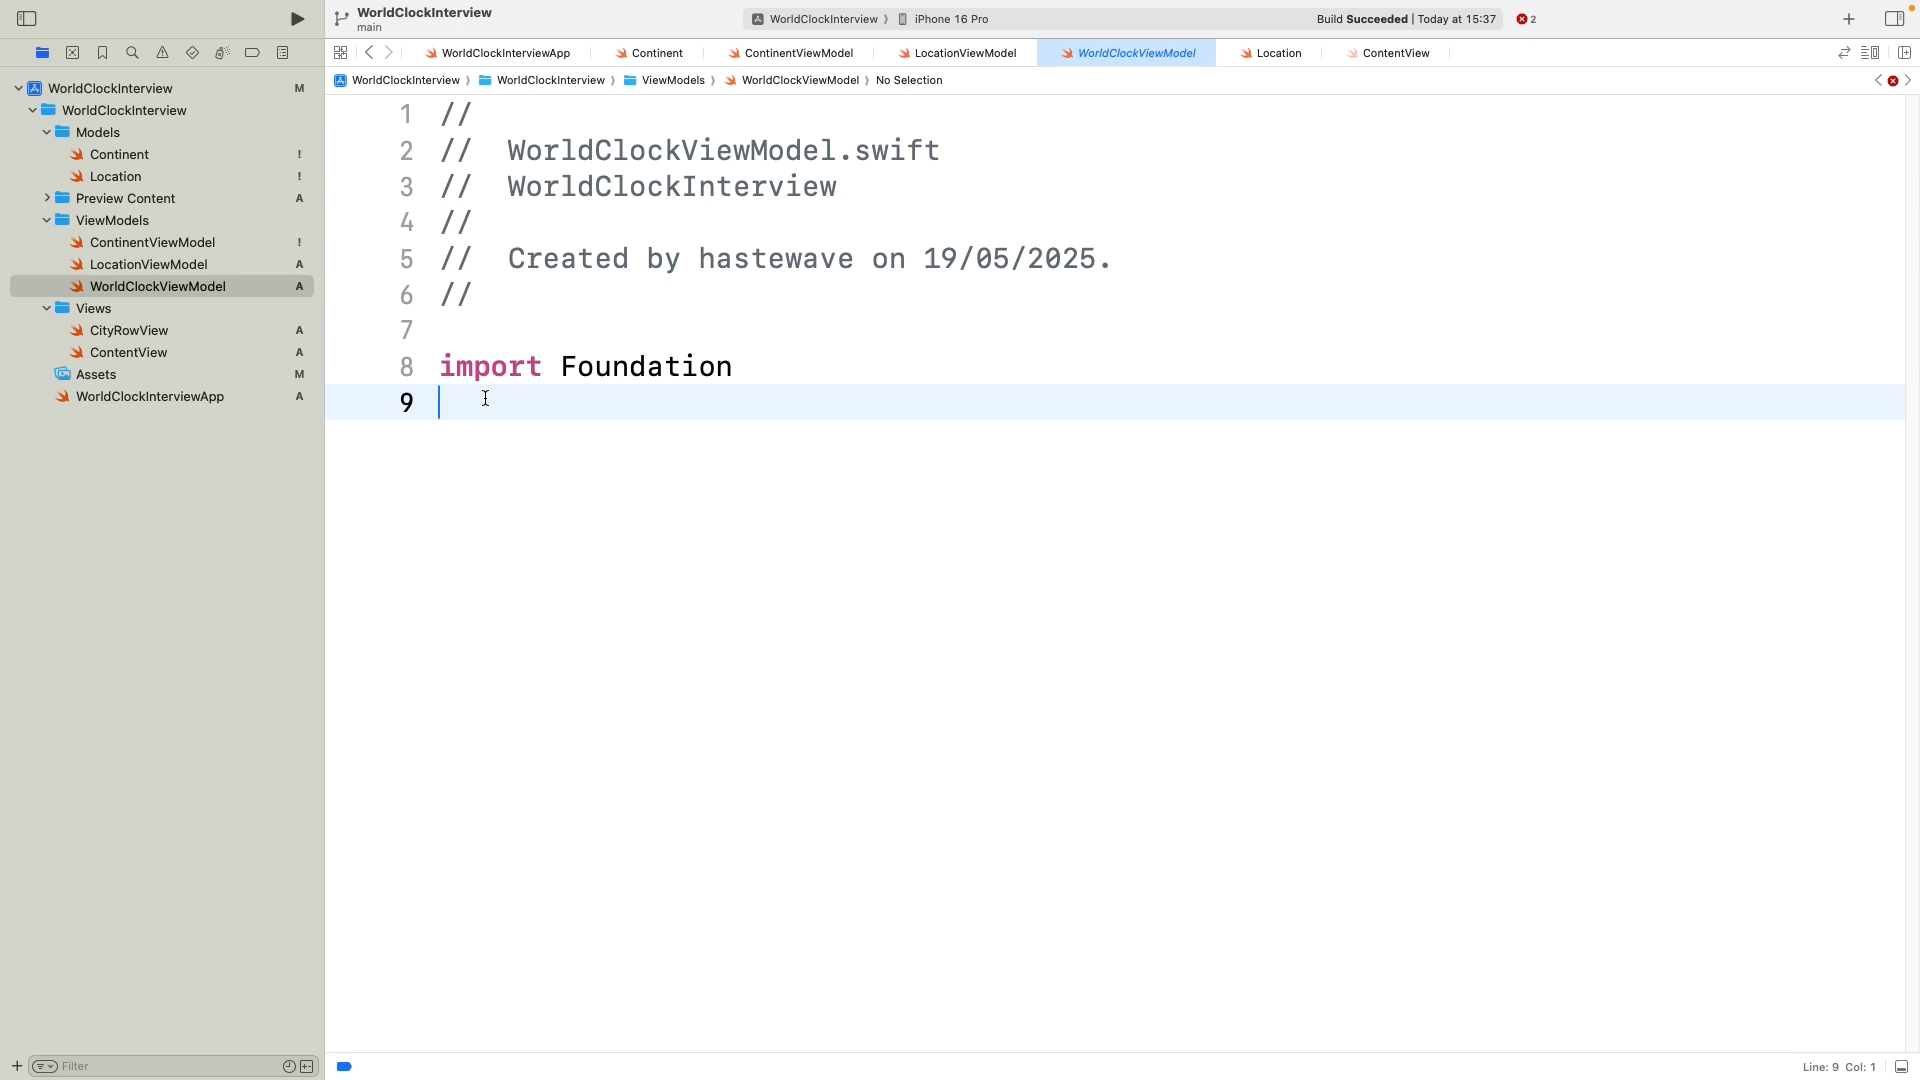 WorldClockInterview
main
WorldClockInterview
iPhone 16 Pro
Build Succeeded | Today at 15:37
2
WorldClockInterviewApp
Continent
ContinentViewModel
LocationViewModel
WorldClockViewModel
Location
ContentView
WorldClockInterview
WorldClockInterview
ViewModels
WorldClockViewModel
No Selection
WorldClockInterview M
WorldClockInterview
Models
Continent !
Location !
Preview Content A
ViewModels
ContinentViewModel !
LocationViewModel A
WorldClockViewModel A
Views
CityRowView A
ContentView A
Assets M
WorldClockInterviewApp A
1 //
2 // WorldClockViewModel.swift
3 // WorldClockInterview
4 //
5 // Created by hastewave on 19/05/2025.
6 //
7
8 import Foundation
9
Filter
Line: 9 Col: 1